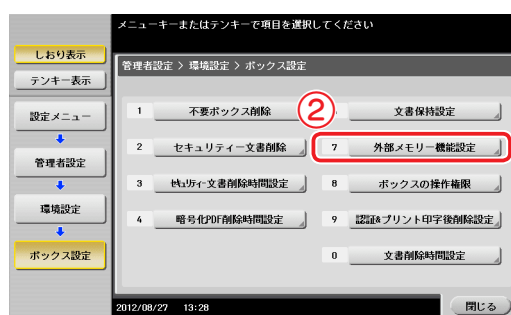 メニューキーまたはテンキーで項目を選択してください
しおり表示
テンキー表示
設定メニュー
管理者設定
環境設定
ボックス設定
管理者設定 > 環境設定 > ボックス設定
②
1 不要ボックス削除
文書保持設定
2 セキュリティー文書削除
7 外部メモリー機能設定
3 セキュリティー文書削除時間設定
8 ボックスの操作権限
4 暗号化PDF削除時間設定
9 認証&プリント印字後削除設定
0 文書削除時間設定
2012/08/27 13:28
閉じる